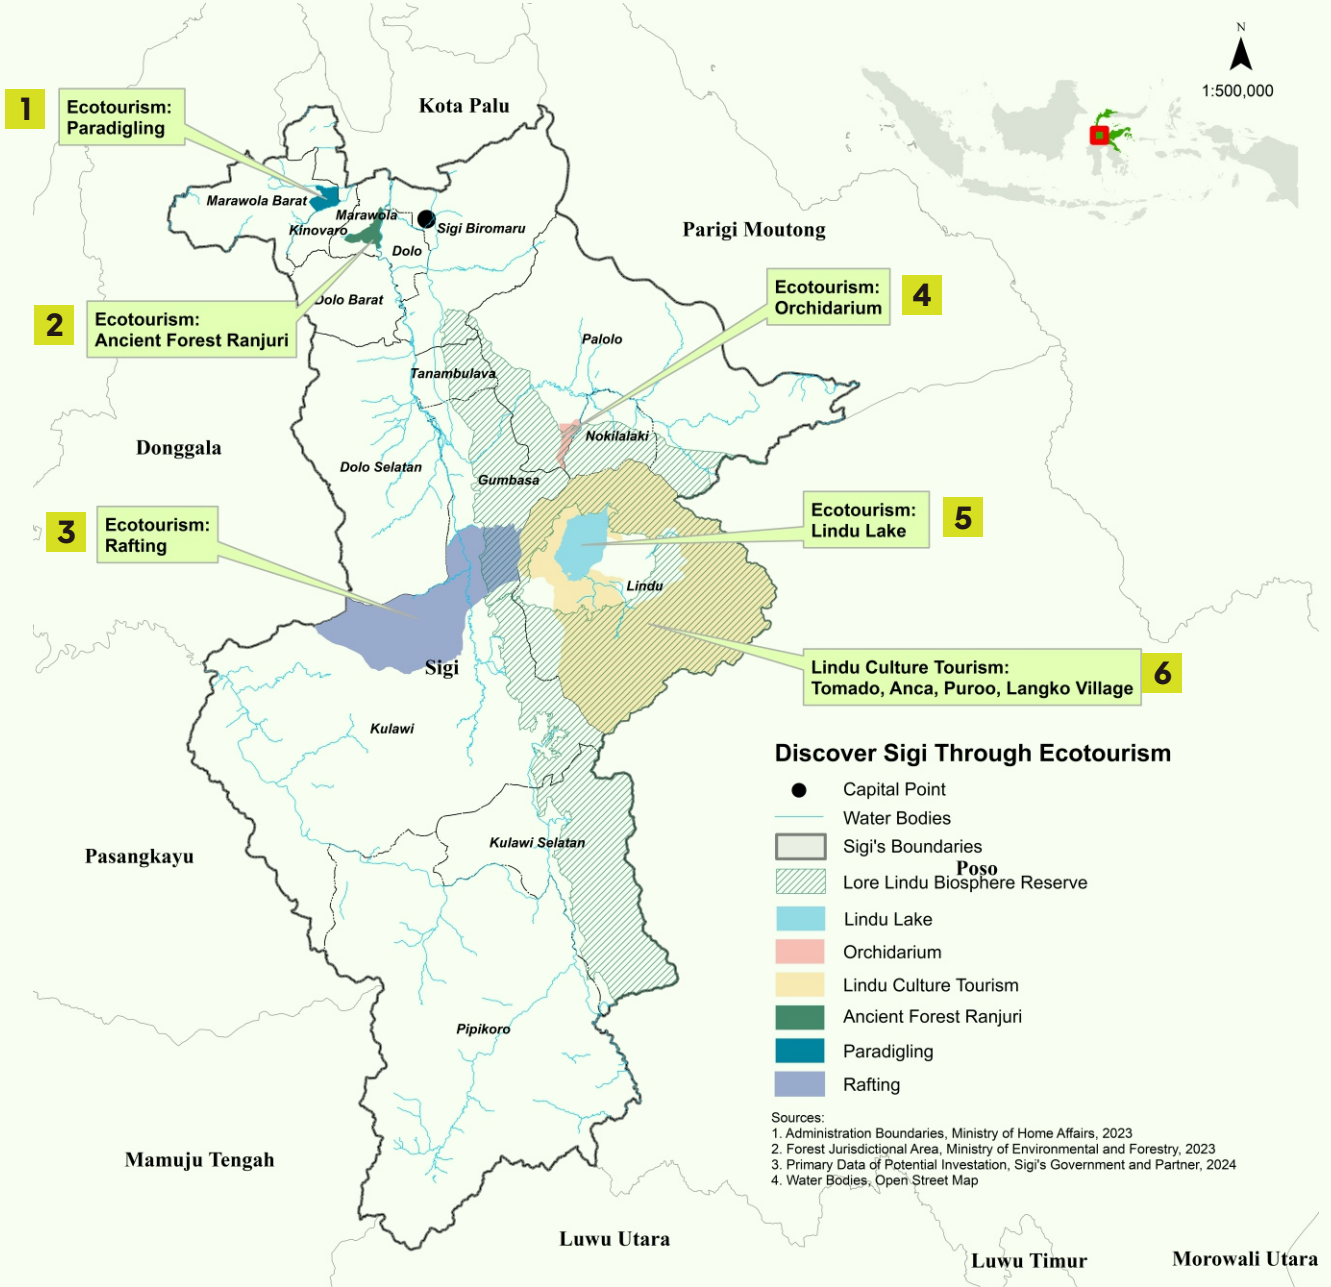 N
1:500,000
Kota Palu
1
Ecotourism:
Paradigling
Marawola Barat
Marawola
Kinovaro
Sigi Biromaru
Dolo
Parigi Moutong
Ecotourism:
Orchidarium
4
2
Ecotourism:
Ancient Forest Ranjuri
Dolo Barat
Palolo
Tanambulava
Donggala
Nokilalaki
Dolo Selatan
Gumbasa
3
Ecotourism:
Rafting
Ecotourism:
Lindu Lake
5
Lindu
Sigi
Lindu Culture Tourism:
Tomado, Anca, Puroo, Langko Village
6
Kulawi
Kulawi Selatan
Pasangkayu
Pipikoro
Mamuju Tengah
Discover Sigi Through Ecotourism
Capital Point
Water Bodies
Sigi's Boundaries
Poso
Lore Lindu Biosphere Reserve
Lindu Lake
Orchidarium
Lindu Culture Tourism
Ancient Forest Ranjuri
Paradigling
Rafting
Sources:
1. Administration Boundaries, Ministry of Home Affairs, 2023
2. Forest Jurisdictional Area, Ministry of Environmental and Forestry, 2023
3. Primary Data of Potential Investation, Sigi's Government and Partner, 2024
4. Water Bodies, Open Street Map
Luwu Utara
Luwu Timur
Morowali Utara